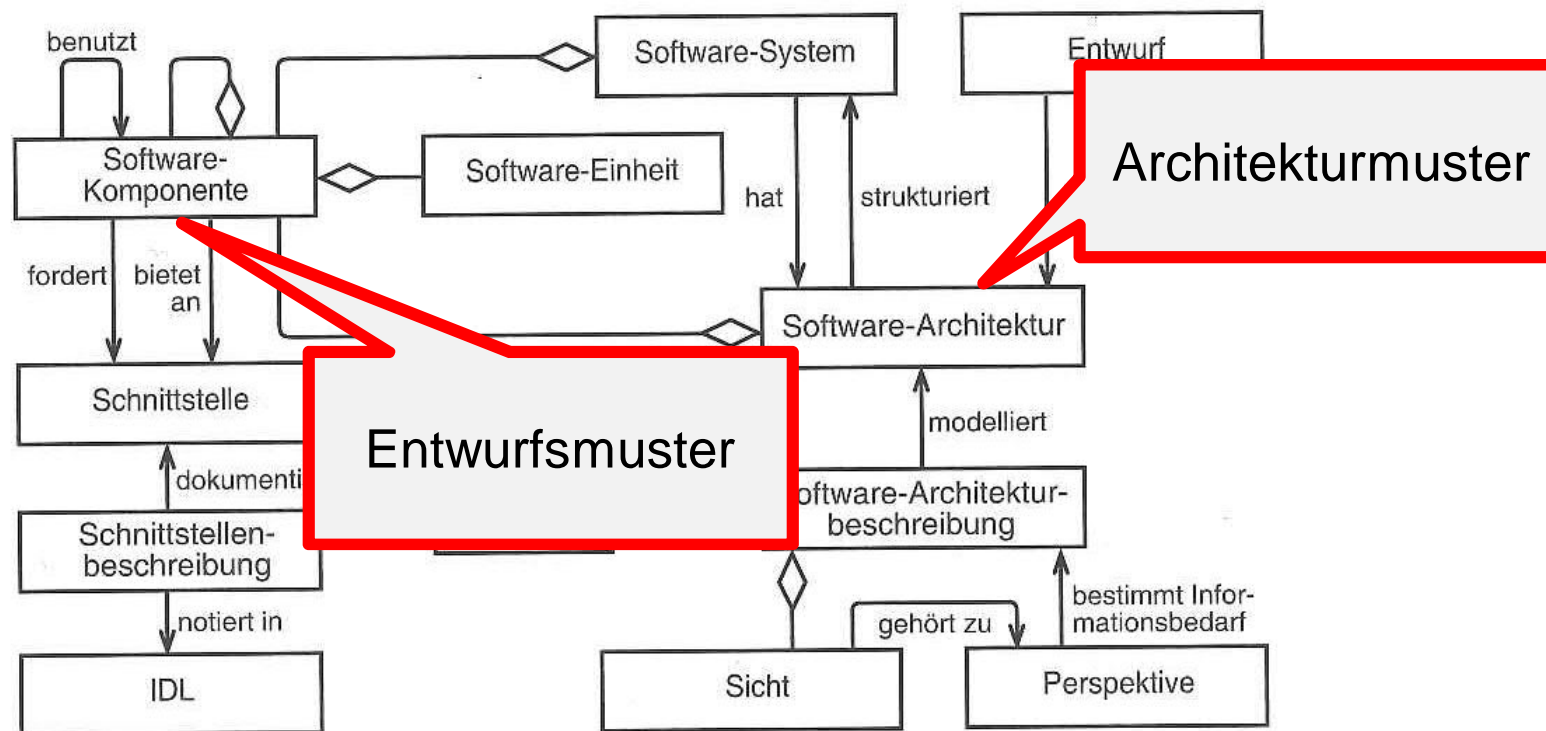 benutzt
Software-System
Entwurf
Software-
Komponente
Software-Einheit
Architekturmuster
hat
strukturiert
fordert
bietet
an
Software-Architektur
Schnittstelle
Entwurfsmuster
modelliert
dokumenti
Schnittstellen-
beschreibung
oftware-Architektur-
beschreibung
notiert in
gehört zu
bestimmt Infor-
mationsbedarf
IDL
Sicht
Perspektive